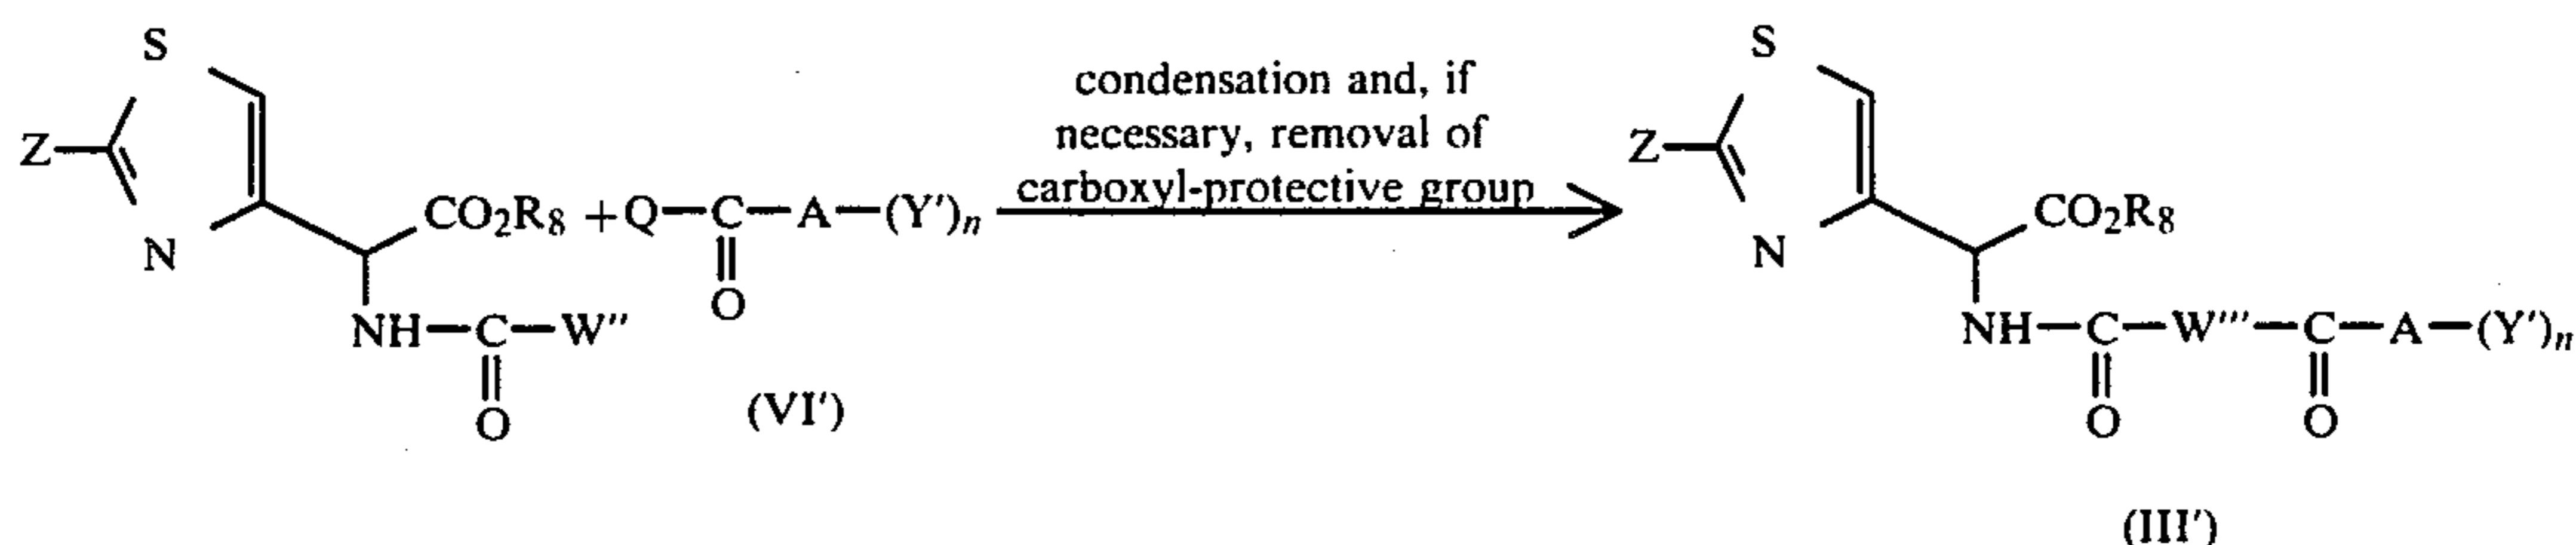 S
Z
N
CO2R8 + Q—C—A—(Y')n
O
NH—C—W"
O
(VI')
condensation and, if
necessary, removal of
carboxyl-protective group
S
Z
N
CO2R8
NH—C—W'''—C—A—(Y')n
O
O
(III')